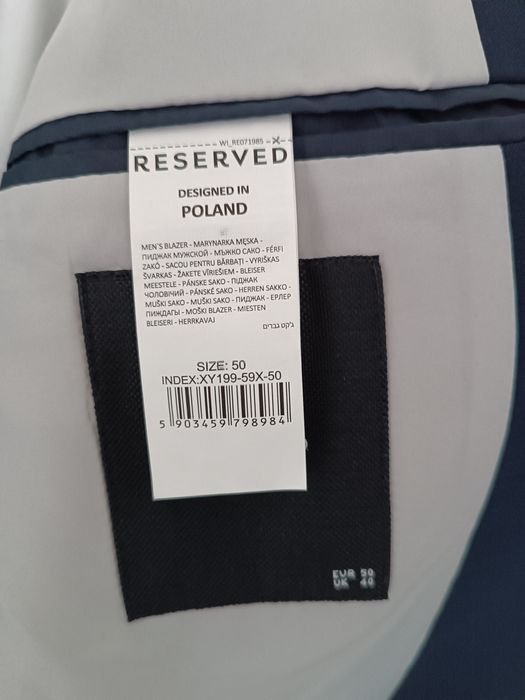 WI_RE071985
RESERVED
DESIGNED IN
POLAND
MEN'S BLAZER - MARYNARKA MĘSKA -
ПИДЖАК МУЖСКОЙ - МЪЖКО САКО - FÉRFI
ZAKÓ - SACOU PENTRU BĂRBAȚI - VYRIŠKAS
ŠVARKAS - ŽAKETE VĪRIEŠIEM - BLEISER
MEESTELE - PÁNSKE SAKO - ПІДЖАК
ЧОЛОВІЧИЙ - PÁNSKÉ SAKO - HERREN SAKKO -
MUŠKI SAKO - MUŠKI SAKO - ПИДЖАК - ЕРЛЕР
ПИДЖАГЫ - MOŠKI BLAZER - MIESTEN
BLEISERI - HERRKAVAJ
ג'קט גברים
SIZE: 50
INDEX:XY199-59X-50
5 903459 798984
EUR 50
UK 40